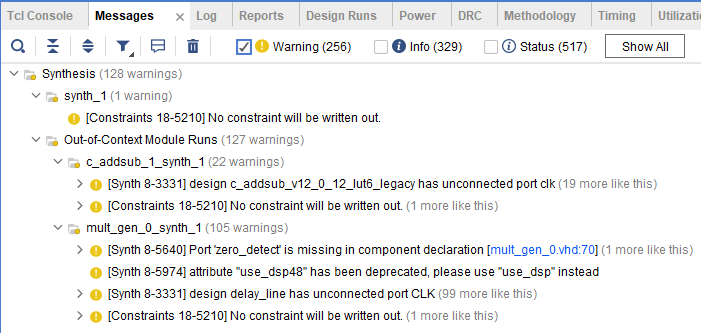 Tcl Console Messages × Log Reports Design Runs Power DRC Methodology Timing Utilizati
Warning (256) Info (329) Status (517) Show All
Synthesis (128 warnings)
synth_1 (1 warning)
[Constraints 18-5210] No constraint will be written out.
Out-of-Context Module Runs (127 warnings)
c_addsub_1_synth_1 (22 warnings)
[Synth 8-3331] design c_addsub_v12_0_12_lut6_legacy has unconnected port clk (19 more like this)
[Constraints 18-5210] No constraint will be written out. (1 more like this)
mult_gen_0_synth_1 (105 warnings)
[Synth 8-5640] Port 'zero_detect' is missing in component declaration [mult_gen_0.vhd:70] (1 more like this)
[Synth 8-5974] attribute "use_dsp48" has been deprecated, please use "use_dsp" instead
[Synth 8-3331] design delay_line has unconnected port CLK (99 more like this)
[Constraints 18-5210] No constraint will be written out. (1 more like this)